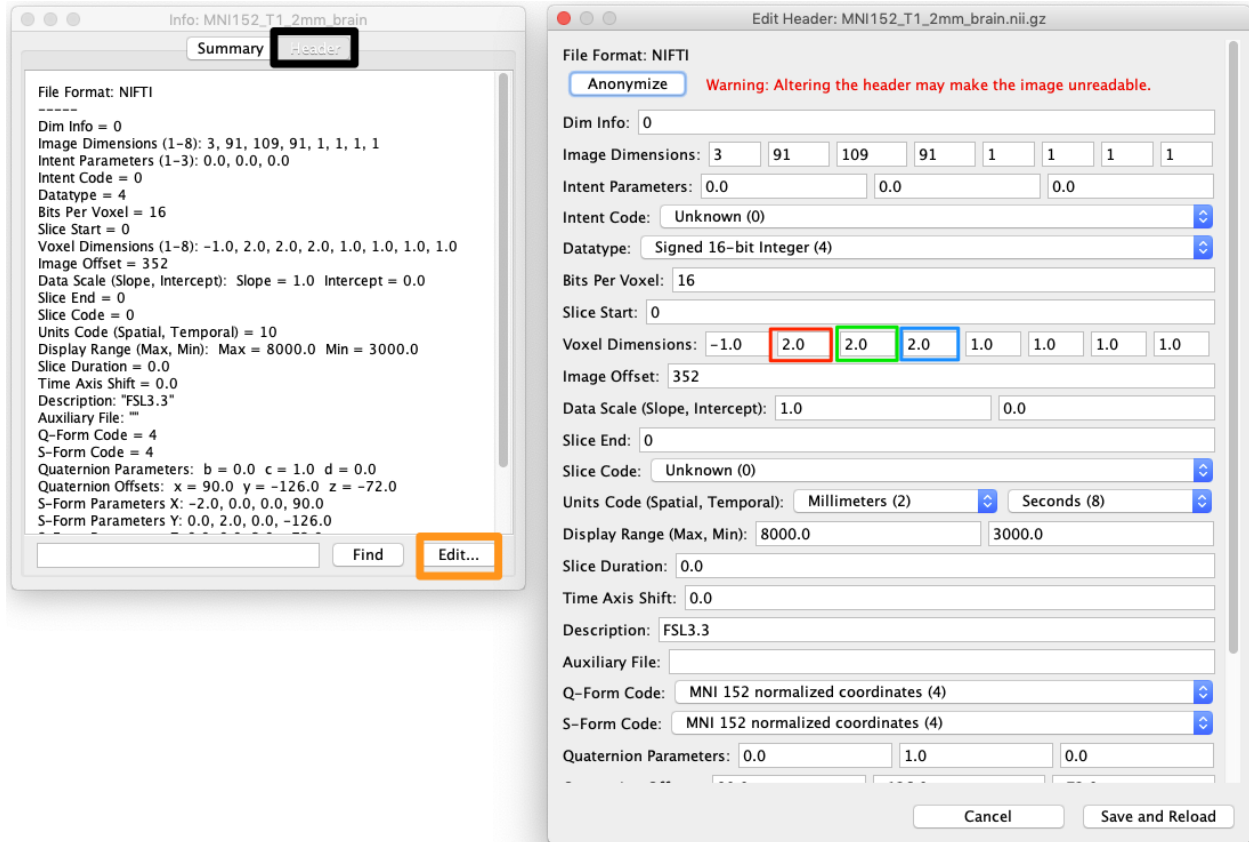 Info: MNI152_T1_2mm_brain
Summary Header
File Format: NIFTI
-----
Dim Info = 0
Image Dimensions (1-8): 3, 91, 109, 91, 1, 1, 1, 1
Intent Parameters (1-3): 0.0, 0.0, 0.0
Intent Code = 0
Datatype = 4
Bits Per Voxel = 16
Slice Start = 0
Voxel Dimensions (1-8): -1.0, 2.0, 2.0, 2.0, 1.0, 1.0, 1.0, 1.0
Image Offset = 352
Data Scale (Slope, Intercept):  Slope = 1.0  Intercept = 0.0
Slice End = 0
Slice Code = 0
Units Code (Spatial, Temporal) = 10
Display Range (Max, Min):  Max = 8000.0  Min = 3000.0
Slice Duration = 0.0
Time Axis Shift = 0.0
Description: "FSL3.3"
Auxiliary File: ""
Q-Form Code = 4
S-Form Code = 4
Quaternion Parameters:  b = 0.0  c = 1.0  d = 0.0
Quaternion Offsets:  x = 90.0  y = -126.0  z = -72.0
S-Form Parameters X: -2.0, 0.0, 0.0, 90.0
S-Form Parameters Y: 0.0, 2.0, 0.0, -126.0
Find Edit...
Edit Header: MNI152_T1_2mm_brain.nii.gz
File Format: NIFTI
Anonymize Warning: Altering the header may make the image unreadable.
Dim Info: 0
Image Dimensions: 3 91 109 91 1 1 1 1
Intent Parameters: 0.0 0.0 0.0
Intent Code: Unknown (0)
Datatype: Signed 16-bit Integer (4)
Bits Per Voxel: 16
Slice Start: 0
Voxel Dimensions: -1.0 2.0 2.0 2.0 1.0 1.0 1.0 1.0
Image Offset: 352
Data Scale (Slope, Intercept): 1.0 0.0
Slice End: 0
Slice Code: Unknown (0)
Units Code (Spatial, Temporal): Millimeters (2) Seconds (8)
Display Range (Max, Min): 8000.0 3000.0
Slice Duration: 0.0
Time Axis Shift: 0.0
Description: FSL3.3
Auxiliary File:
Q-Form Code: MNI 152 normalized coordinates (4)
S-Form Code: MNI 152 normalized coordinates (4)
Quaternion Parameters: 0.0 1.0 0.0
Cancel Save and Reload